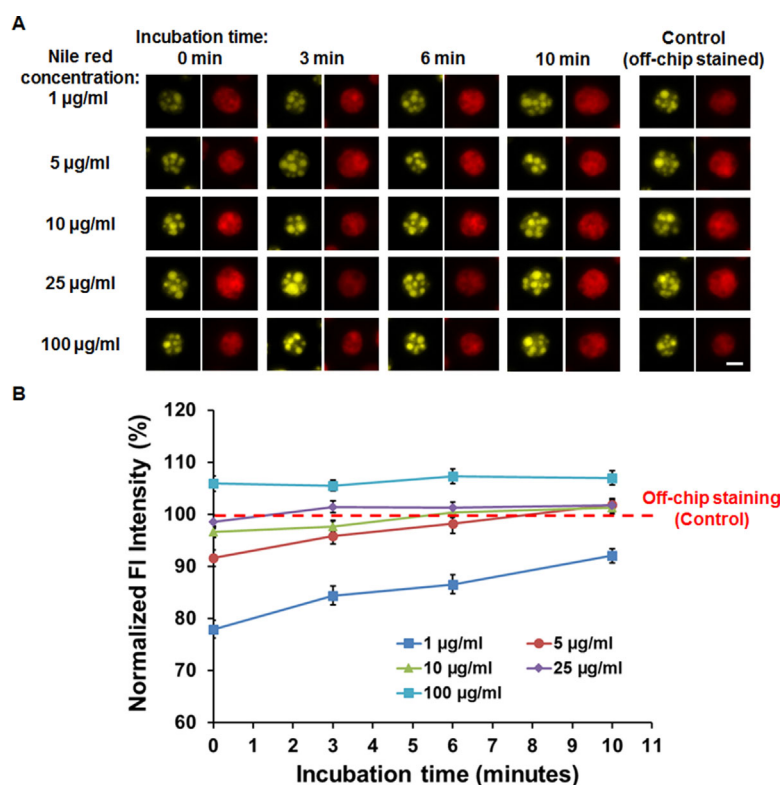 A
Incubation time:
Nile red
concentration:
0 min
3 min
6 min
10 min
Control
(off-chip stained)
1 µg/ml
5 µg/ml
10 µg/ml
25 µg/ml
100 µg/ml
B
Normalized FI Intensity (%)
120
110
100
90
80
70
60
Off-chip staining
(Control)
1 µg/ml
5 µg/ml
10 µg/ml
25 µg/ml
100 µg/ml
0 1 2 3 4 5 6 7 8 9 10 11
Incubation time (minutes)